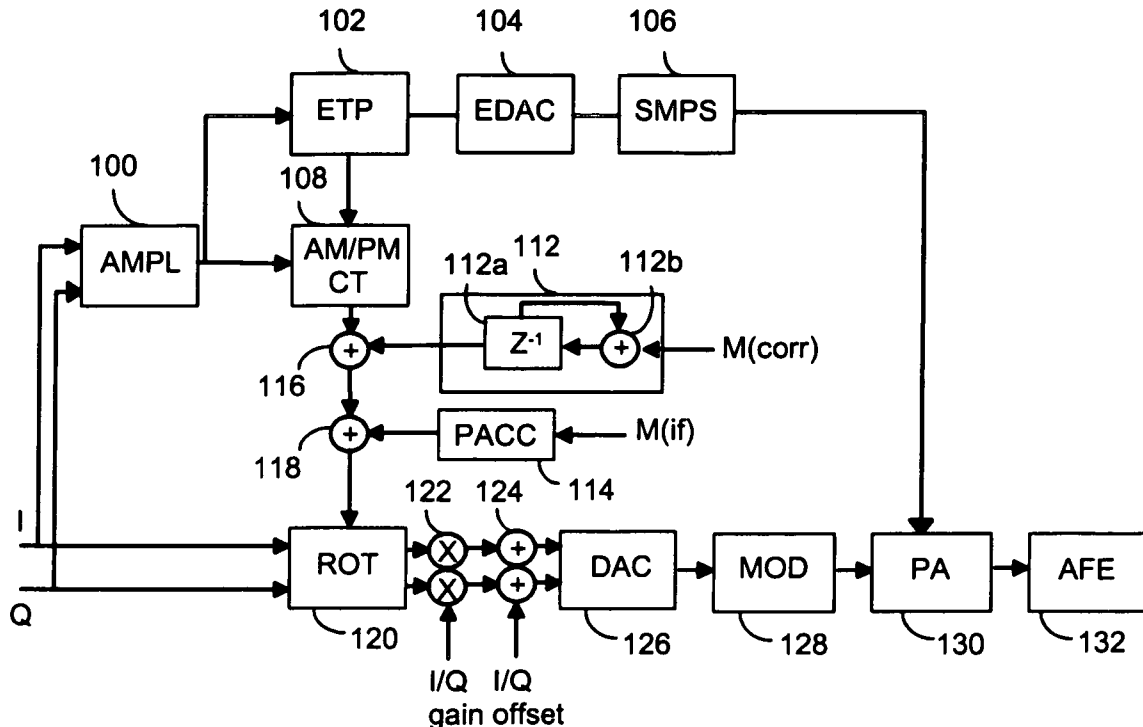 102
104
106
ETP
EDAC
SMPS
100
108
AMPL
AM/PM
CT
112
112a
112b
Z⁻¹
+
M(corr)
116
+
118
+
PACC
M(if)
114
I
122
124
ROT
X
+
X
+
DAC
MOD
PA
AFE
Q
120
126
128
130
132
I/Q
gain
I/Q
offset